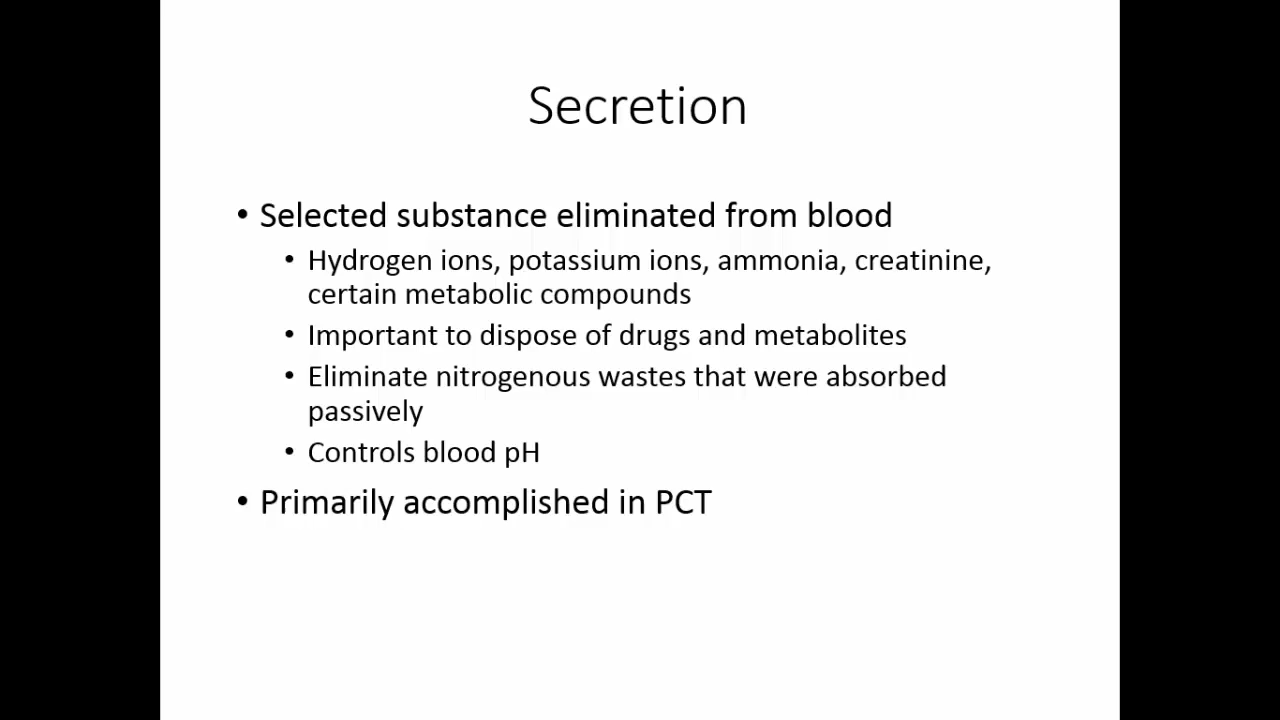 Secretion
• Selected substance eliminated from blood
• Hydrogen ions, potassium ions, ammonia, creatinine,
certain metabolic compounds
• Important to dispose of drugs and metabolites
• Eliminate nitrogenous wastes that were absorbed
passively
• Controls blood pH
• Primarily accomplished in PCT